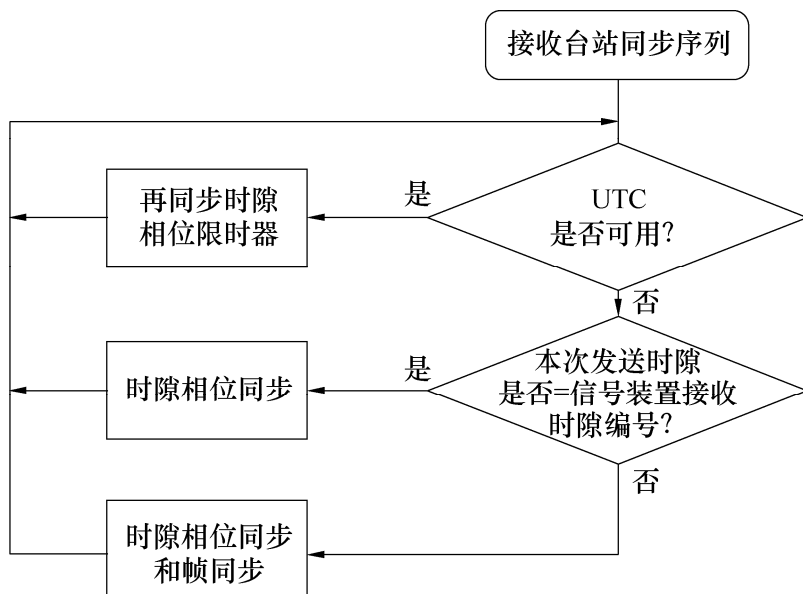 接收台站同步序列
UTC
是否可用?
是
再同步时隙
相位限时器
否
本次发送时隙
是否=信号装置接收
时隙编号?
是
时隙相位同步
否
时隙相位同步
和帧同步